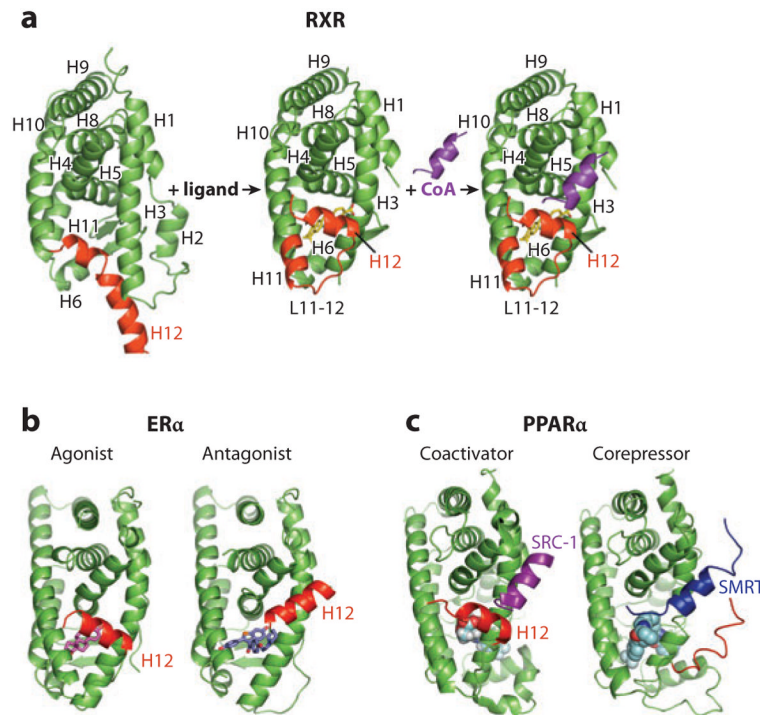 a
RXR
H9
H10
H8
H1
H4
H5
H11
H3
H2
H6
H12
+ ligand
H9
H10
H8
H1
H4
H5
H3
H6
H12
H11
L11-12
+ CoA
H9
H10
H8
H1
H4
H5
H3
H6
H12
H11
L11-12
b
ERα
Agonist
Antagonist
H12
H12
c
PPARα
Coactivator
Corepressor
SRC-1
H12
SMRT